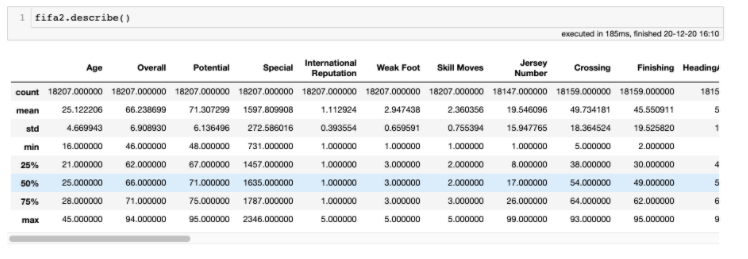 1 fifa2.describe()
executed in 185ms, finished 20-12-20 16:10
Age Overall Potential Special International Reputation Weak Foot Skill Moves Jersey Number Crossing Finishing Heading
count 18207.000000 18207.000000 18207.000000 18207.000000 18207.000000 18207.000000 18207.000000 18147.000000 18159.000000 18159.000000 1815
mean 25.122206 66.238699 71.307299 1597.809908 1.112924 2.947438 2.360356 19.546096 49.734181 45.550911 5
std 4.669943 6.908930 6.136496 272.586016 0.393554 0.659591 0.755394 15.947765 18.364524 19.525820 1
min 16.000000 46.000000 48.000000 731.000000 1.000000 1.000000 1.000000 1.000000 5.000000 2.000000
25% 21.000000 62.000000 67.000000 1457.000000 1.000000 3.000000 2.000000 8.000000 38.000000 30.000000 4
50% 25.000000 66.000000 71.000000 1635.000000 1.000000 3.000000 2.000000 17.000000 54.000000 49.000000 5
75% 28.000000 71.000000 75.000000 1787.000000 1.000000 3.000000 3.000000 26.000000 64.000000 62.000000 6
max 45.000000 94.000000 95.000000 2346.000000 5.000000 5.000000 5.000000 99.000000 93.000000 95.000000 9